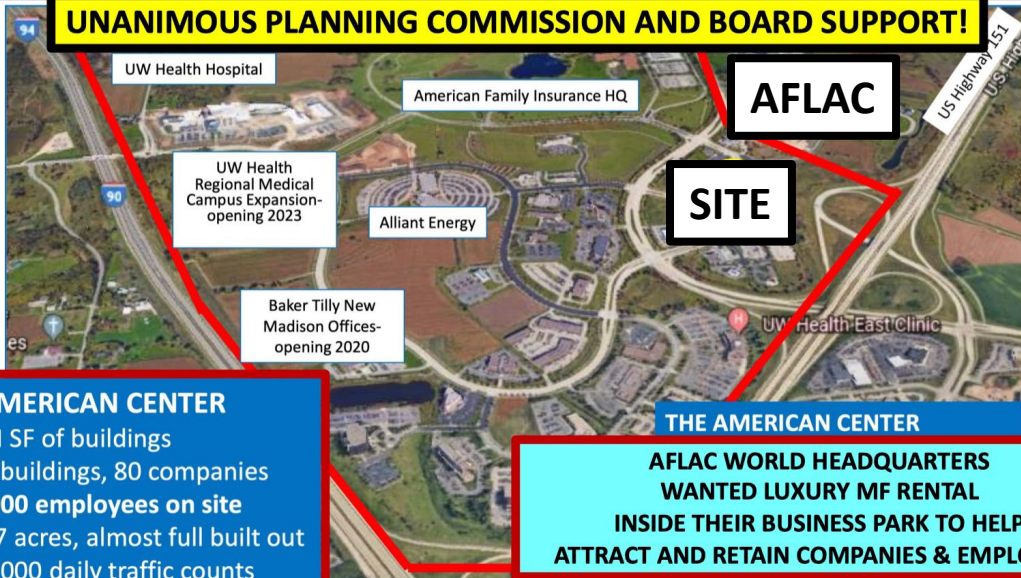 UNANIMOUS PLANNING COMMISSION AND BOARD SUPPORT!
94
UW Health Hospital
American Family Insurance HQ
AFLAC
US Highway 151
U.S. Hig
UW Health
Regional Medical
Campus Expansion-
opening 2023
90
Alliant Energy
SITE
Baker Tilly New
Madison Offices-
opening 2020
H
UW Health East Clinic
es
MERICAN CENTER
SF of buildings
buildings, 80 companies
00 employees on site
7 acres, almost full built out
000 daily traffic counts
THE AMERICAN CENTER
AFLAC WORLD HEADQUARTERS
WANTED LUXURY MF RENTAL
INSIDE THEIR BUSINESS PARK TO HELP
ATTRACT AND RETAIN COMPANIES & EMPLO